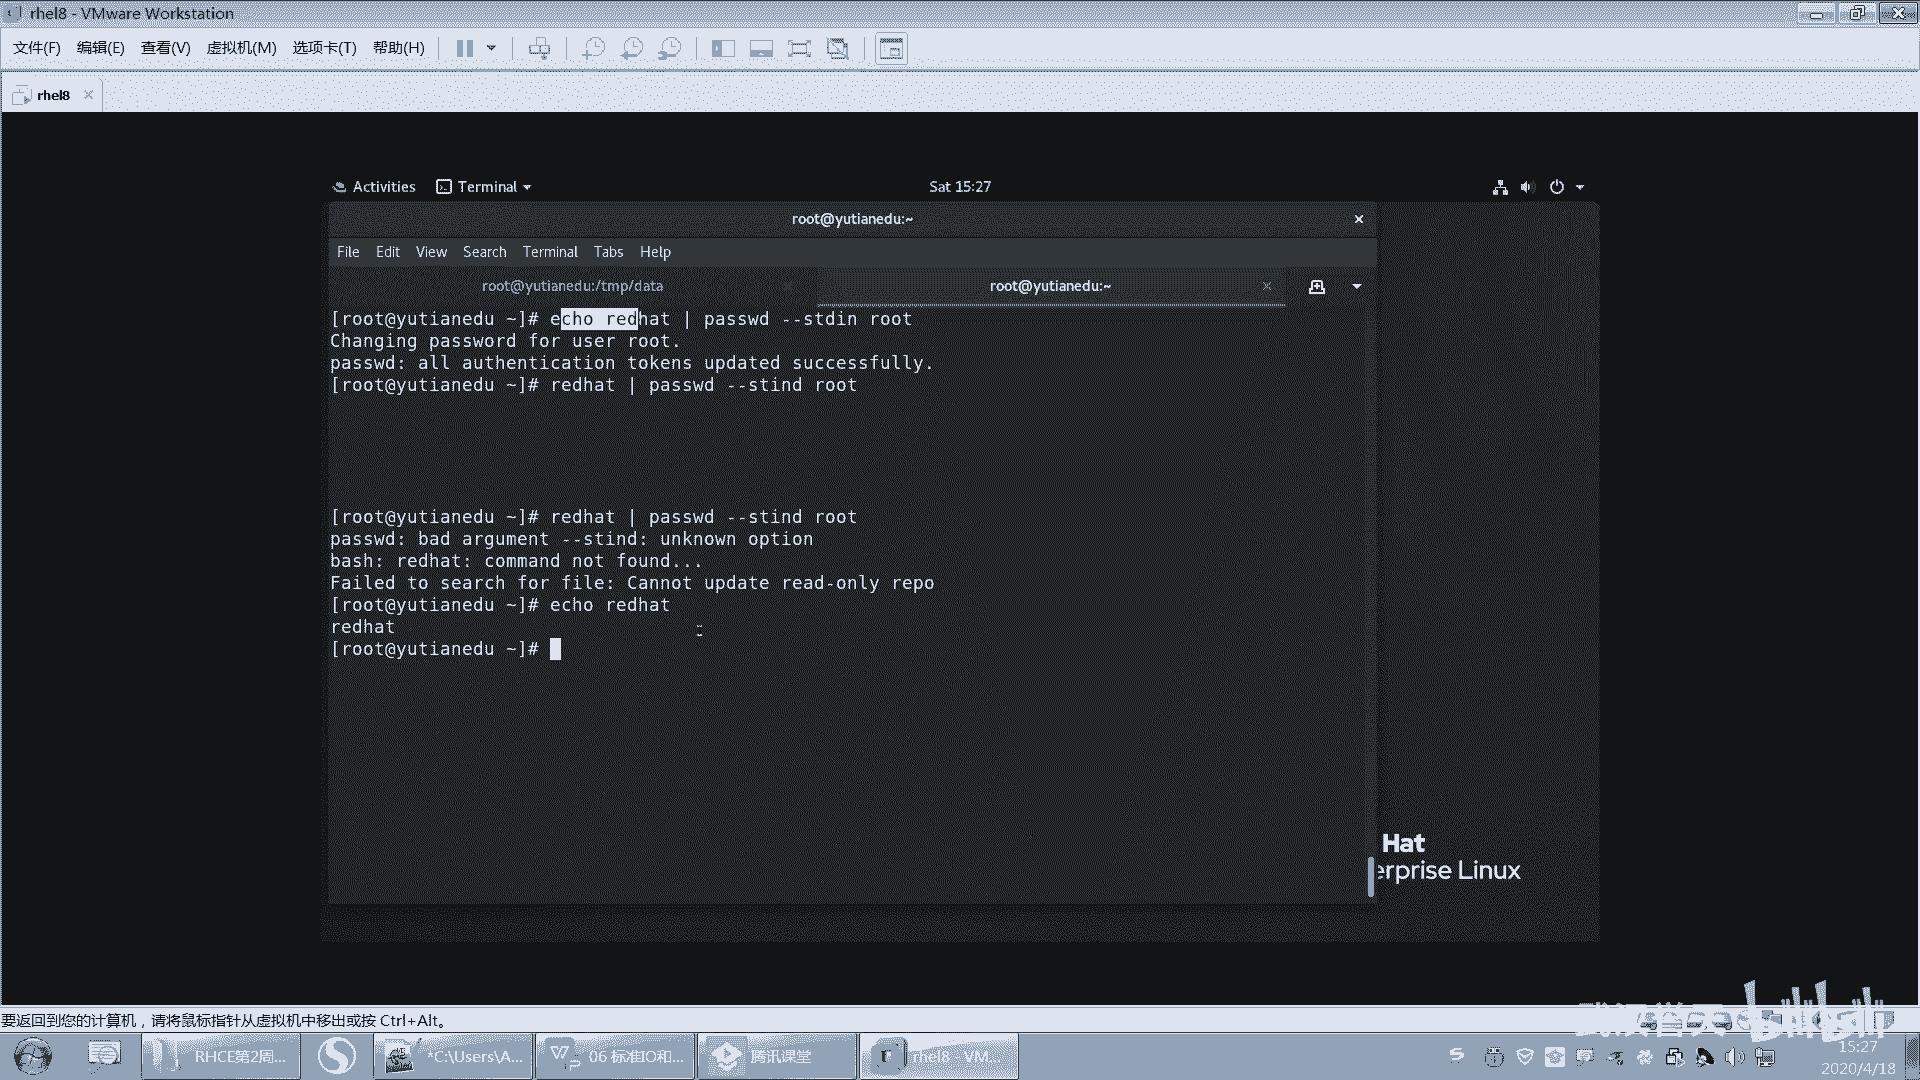 rhel8 - VMware Workstation
文件(F) 编辑(E) 查看(V) 虚拟机(M) 选项卡(T) 帮助(H)
rhel8
Activities Terminal Sat 15:27
root@yutianedu:~
File Edit View Search Terminal Tabs Help
root@yutianedu:/tmp/data root@yutianedu:~
[root@yutianedu ~]# echo redhat | passwd --stdin root
Changing password for user root.
passwd: all authentication tokens updated successfully.
[root@yutianedu ~]# redhat | passwd --stind root
[root@yutianedu ~]# redhat | passwd --stind root
passwd: bad argument --stind: unknown option
bash: redhat: command not found...
Failed to search for file: Cannot update read-only repo
[root@yutianedu ~]# echo redhat
redhat
[root@yutianedu ~]#
Hat
erprise Linux
要返回到您的计算机，请将鼠标指针从虚拟机中移出或按 Ctrl+Alt。
RHCE第2周... *C:\Users\A... 06 标准IO和... 腾讯课堂 rhel8 - VM...
15:27
2020/4/18